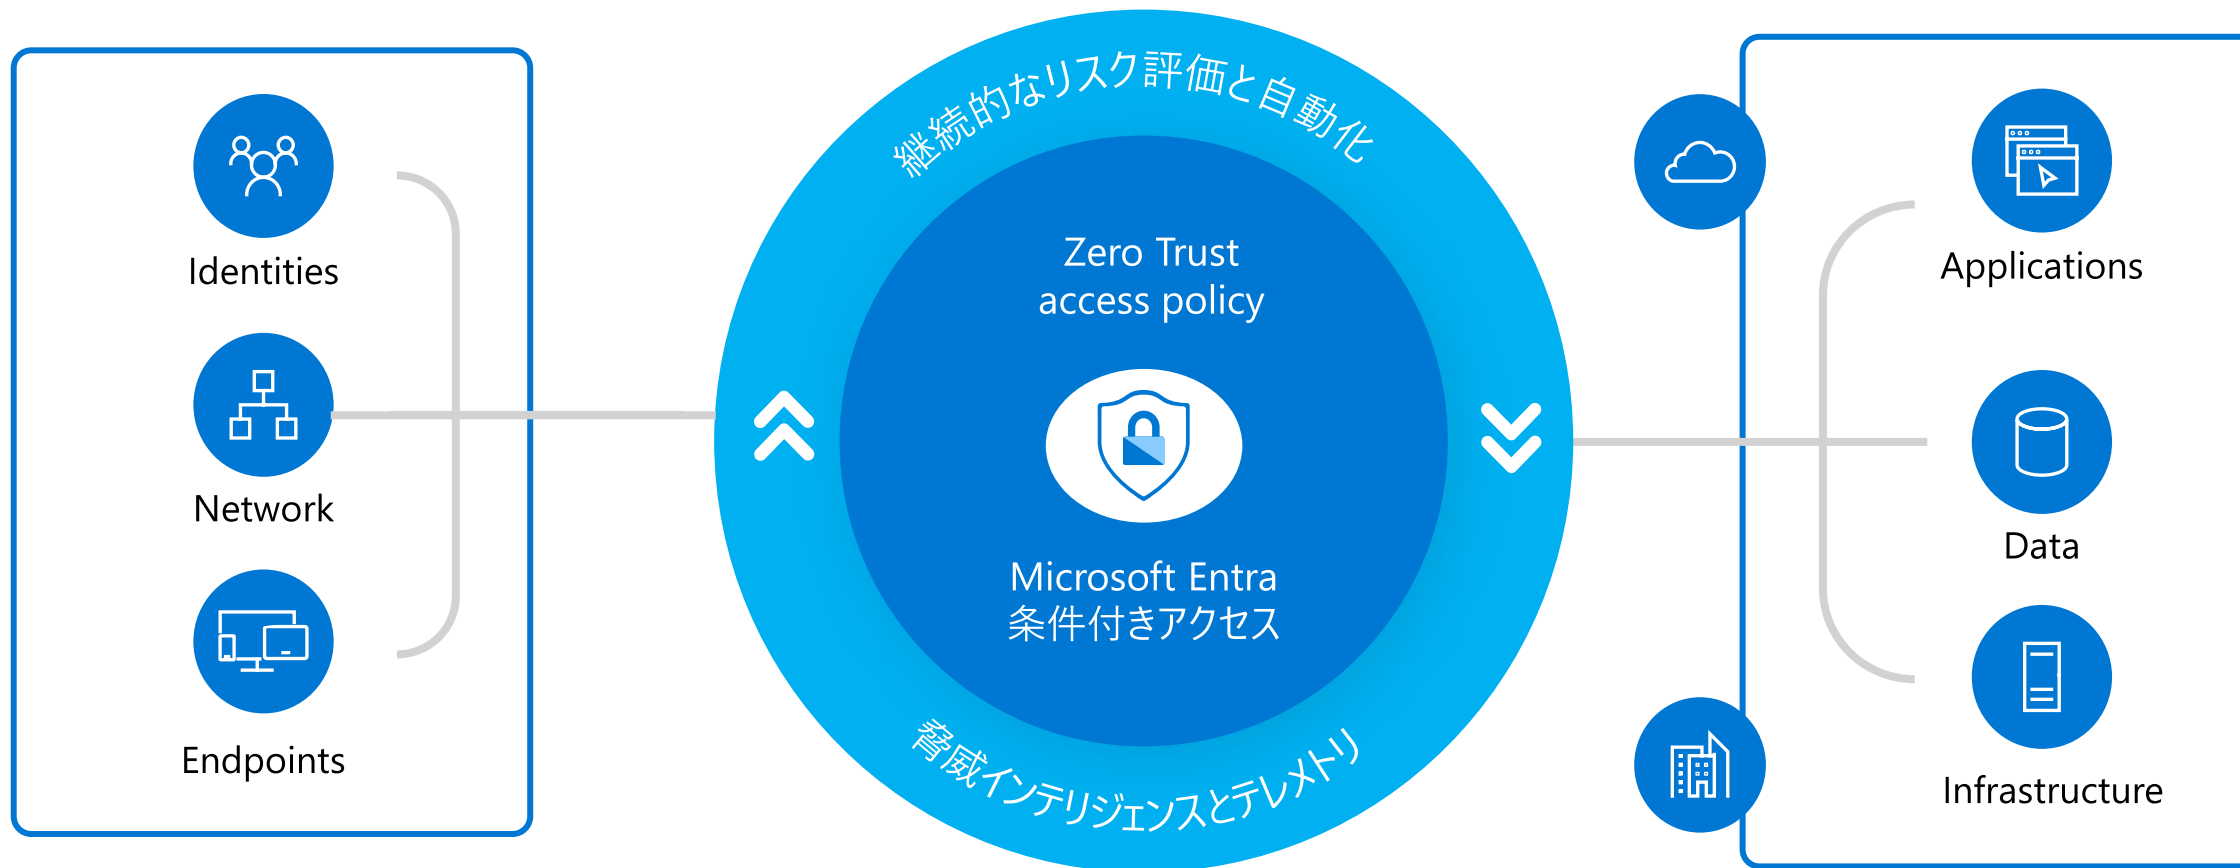 Identities
Network
Endpoints
継続的なリスク評価と自動化
Zero Trust
access policy
Microsoft Entra
条件付きアクセス
脅威インテリジェンスとテレメトリ
Applications
Data
Infrastructure